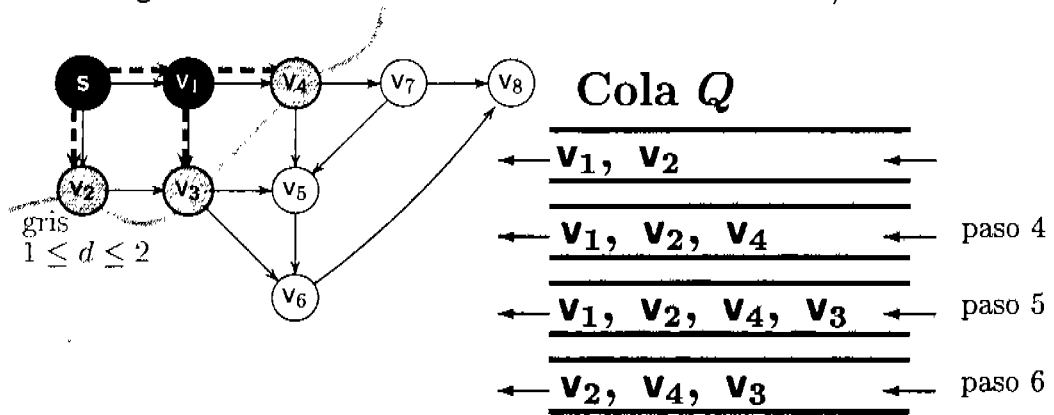 s v₁ v₄ v₇ v₈
v₂ v₃ v₅
gris
1 ≤ d ≤ 2
v₆
Cola Q
v₁, v₂
v₁, v₂, v₄ paso 4
v₁, v₂, v₄, v₃ paso 5
v₂, v₄, v₃ paso 6